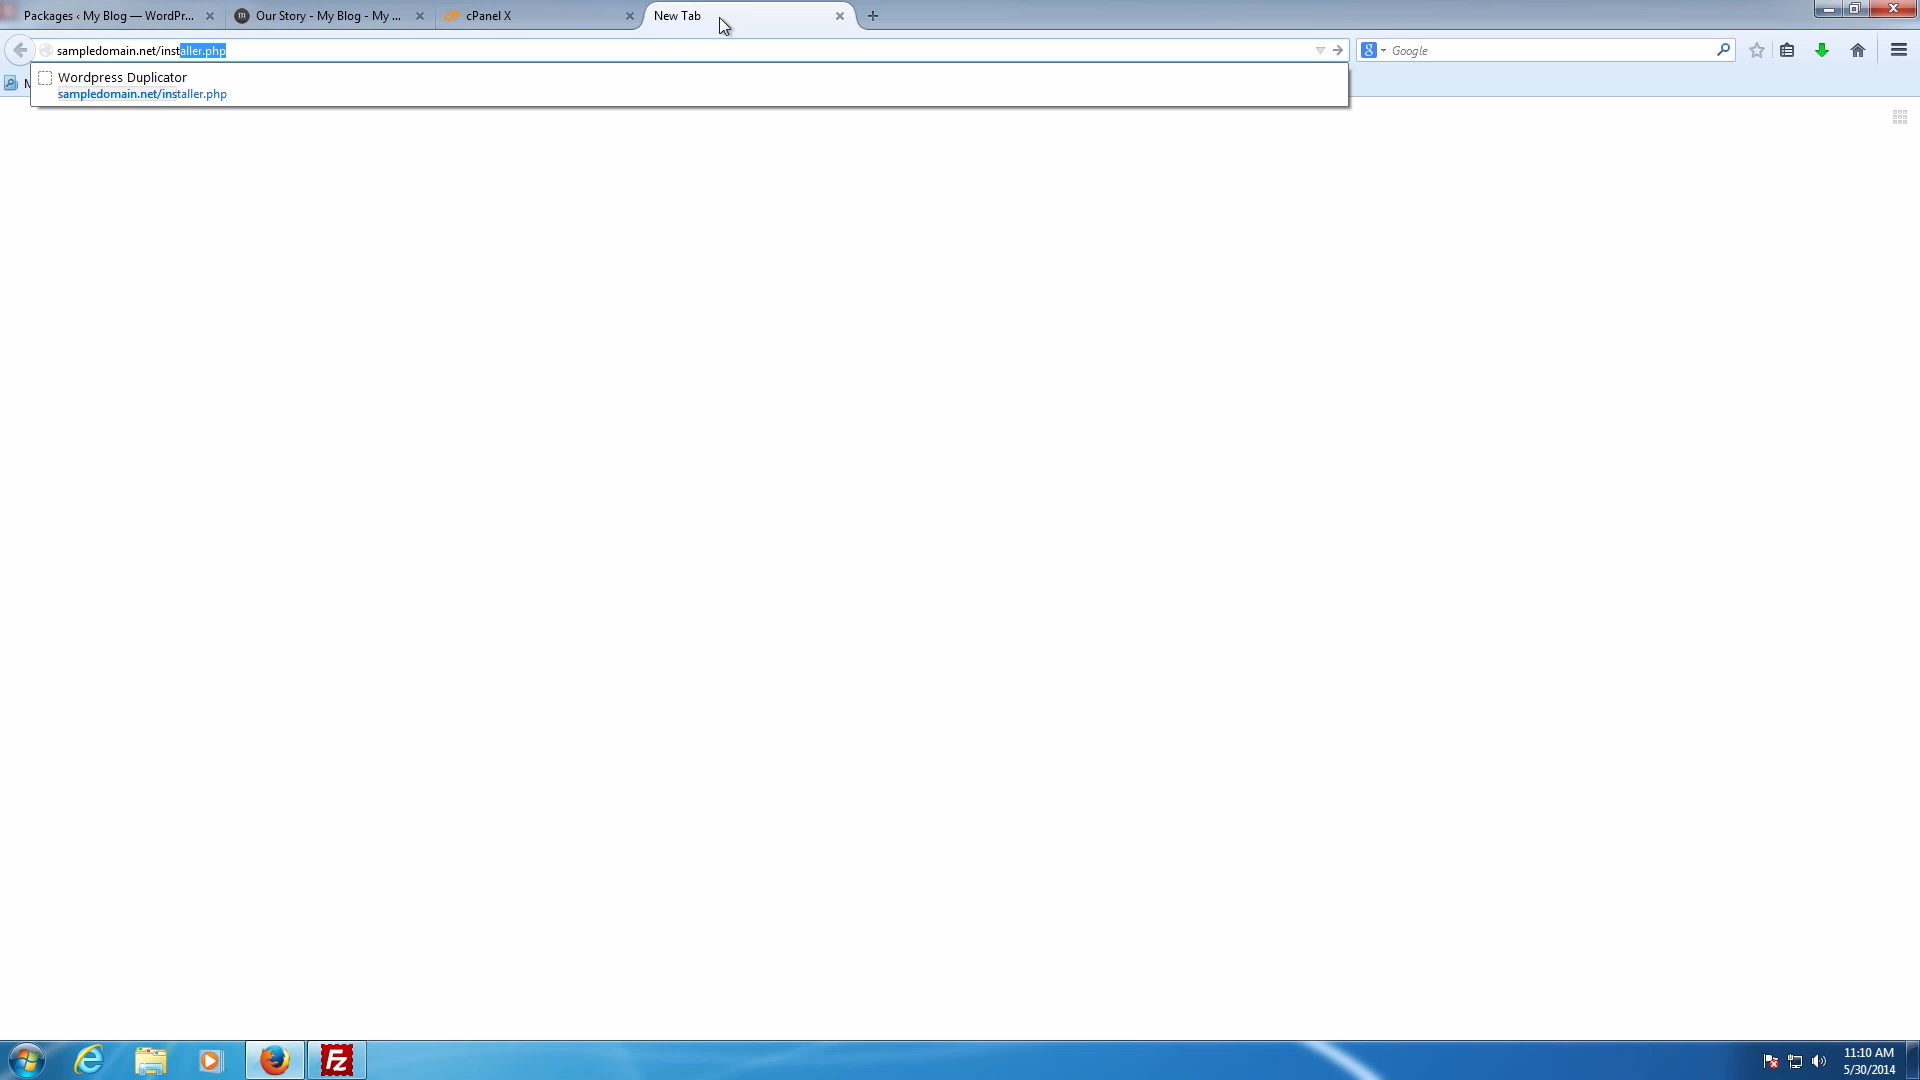 Packages ‹ My Blog — WordPr...
Our Story - My Blog - My ...
cPanel X
New Tab
sampledomain.net/installer.php
Google
Wordpress Duplicator
sampledomain.net/installer.php
11:10 AM
5/30/2014